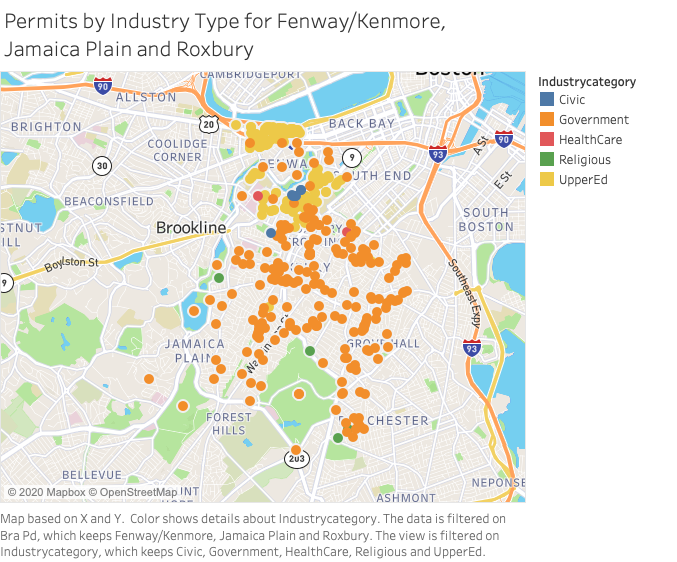 Permits by Industry Type for Fenway/Kenmore,
Jamaica Plain and Roxbury
CAMBRIDGEPORT
Boston
90
ALLSTON
Industrycategory
Civic
Government
HealthCare
Religious
UpperEd
BRIGHTON
20
BACK BAY
COOLIDGE
CORNER
93
90
A St
30
9
FENWA
UTH END
E St
BEACONSFIELD
STNUT
ILL
Brookline
SOUTH
BOSTON
Boylston St
9
Southeast Expy
93
JAMAICA
PLAIN
GRO HALL
FOREST
HILLS
CHESTER
203
BELLEVUE
NEPONSE
© 2020 Mapbox © OpenStreetMap INT
ASHMONT
Map based on X and Y. Color shows details about Industrycategory. The data is filtered on
Bra Pd, which keeps Fenway/Kenmore, Jamaica Plain and Roxbury. The view is filtered on
Industrycategory, which keeps Civic, Government, HealthCare, Religious and UpperEd.